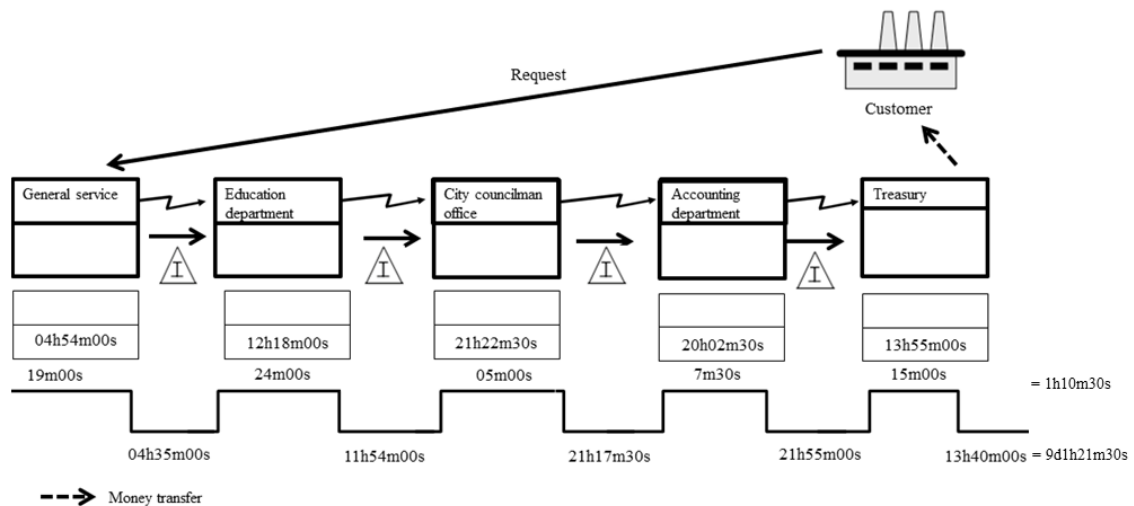 Request
Customer
General service
Education
department
City councilman
office
Accounting
department
Treasury
I
I
I
I
04h54m00s
12h18m00s
21h22m30s
20h02m30s
13h55m00s
19m00s
24m00s
05m00s
7m30s
15m00s
= 1h10m30s
04h35m00s
11h54m00s
21h17m30s
21h55m00s
13h40m00s
= 9d1h21m30s
Money transfer